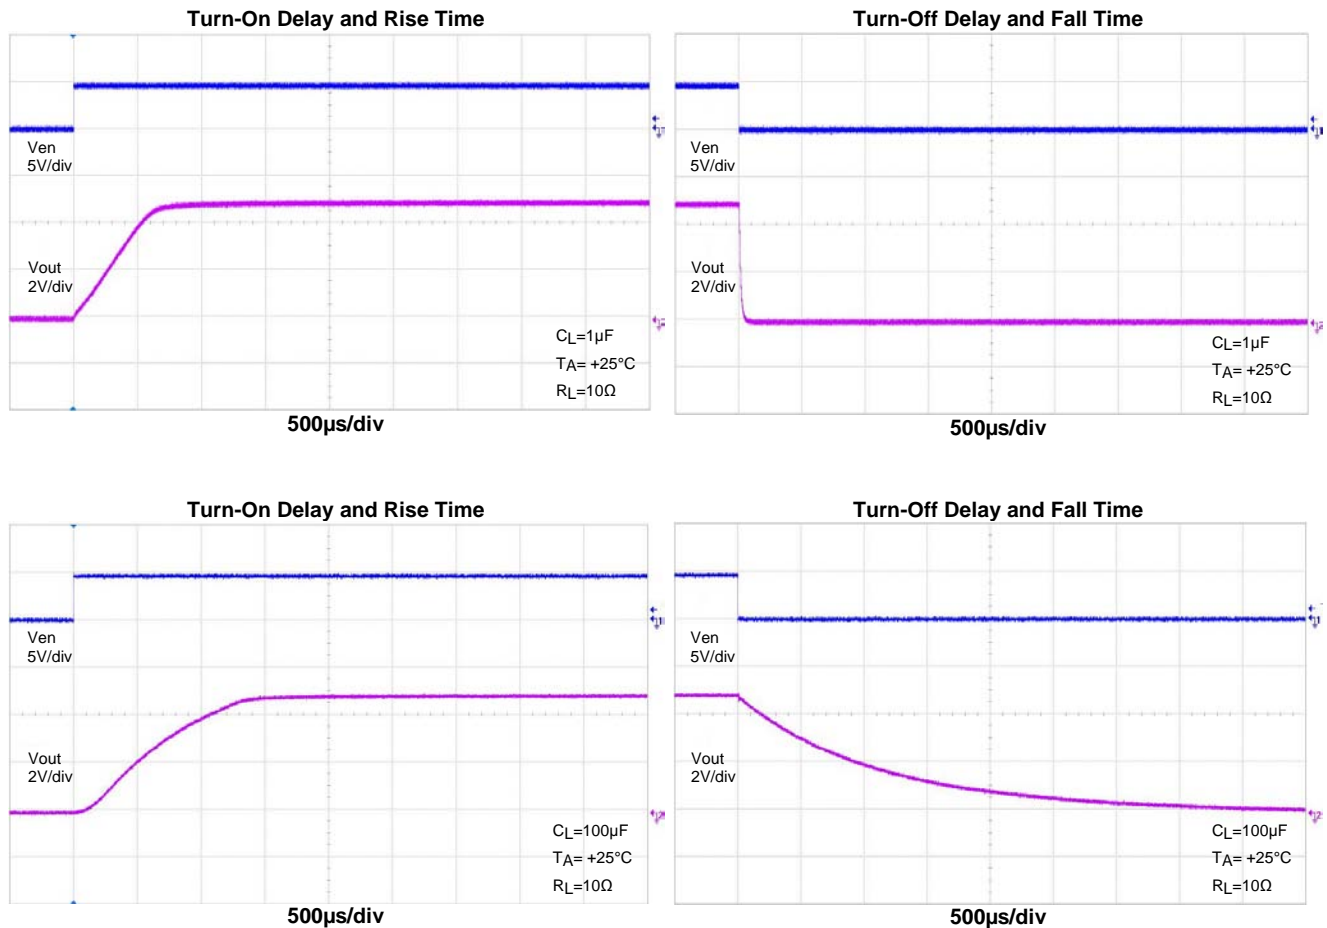 Turn-On Delay and Rise Time
Ven
5V/div
Vout
2V/div
CL=1µF
TA= +25°C
RL=10Ω
500µs/div
Turn-Off Delay and Fall Time
Ven
5V/div
Vout
2V/div
CL=1µF
TA= +25°C
RL=10Ω
500µs/div
Turn-On Delay and Rise Time
Ven
5V/div
Vout
2V/div
CL=100µF
TA= +25°C
RL=10Ω
500µs/div
Turn-Off Delay and Fall Time
Ven
5V/div
Vout
2V/div
CL=100µF
TA= +25°C
RL=10Ω
500µs/div